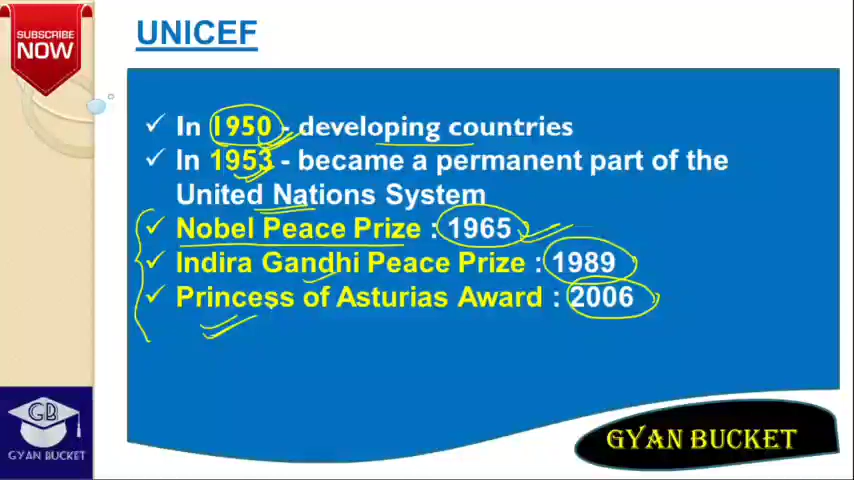 SUBSCRIBE
NOW
UNICEF
✓ In 1950 - developing countries
✓ In 1953 - became a permanent part of the
United Nations System
✓ Nobel Peace Prize : 1965
✓ Indira Gandhi Peace Prize : 1989
✓ Princess of Asturias Award : 2006
GB
GYAN BUCKET
GYAN BUCKET